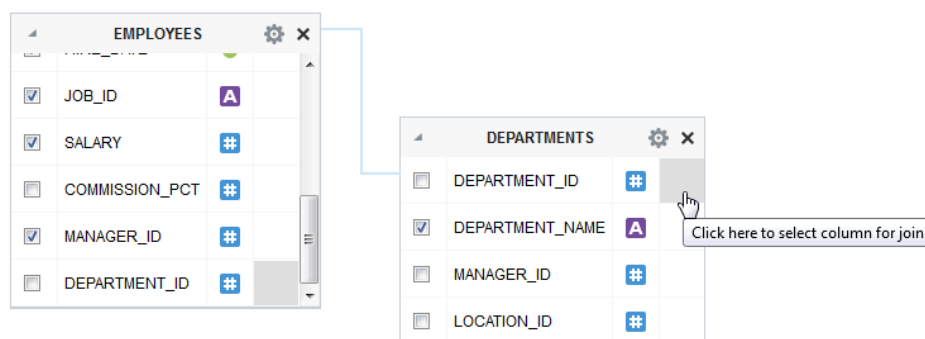 EMPLOYEES
JOB_ID A
SALARY #
COMMISSION_PCT #
MANAGER_ID #
DEPARTMENT_ID #
DEPARTMENTS
DEPARTMENT_ID #
DEPARTMENT_NAME A
MANAGER_ID #
LOCATION_ID #
Click here to select column for join